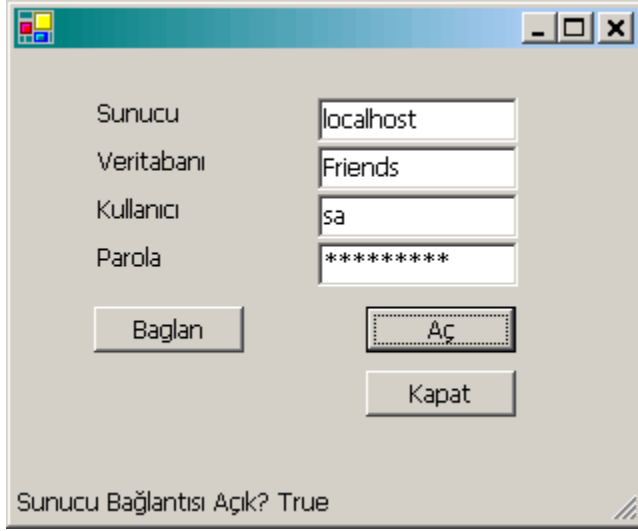 Sunucu localhost
Veritabanı Friends
Kullanıcı sa
Parola *********
Baglan Aç
Kapat
Sunucu Bağlantısı Açık? True